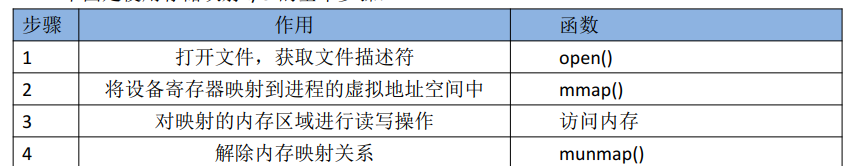 步骤 作用 函数
1 打开文件，获取文件描述符 open()
2 将设备寄存器映射到进程的虚拟地址空间中 mmap()
3 对映射的内存区域进行读写操作 访问内存
4 解除内存映射关系 munmap()